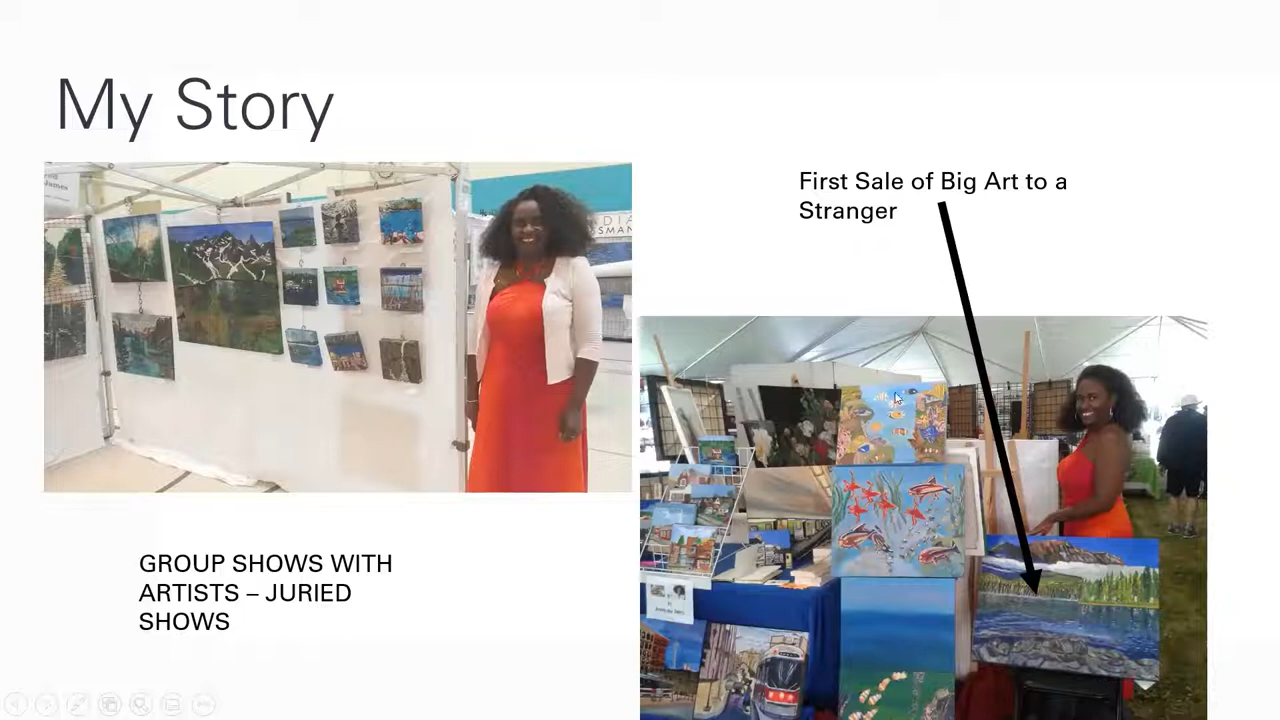 My Story
First Sale of Big Art to a
Stranger
GROUP SHOWS WITH
ARTISTS – JURIED
SHOWS